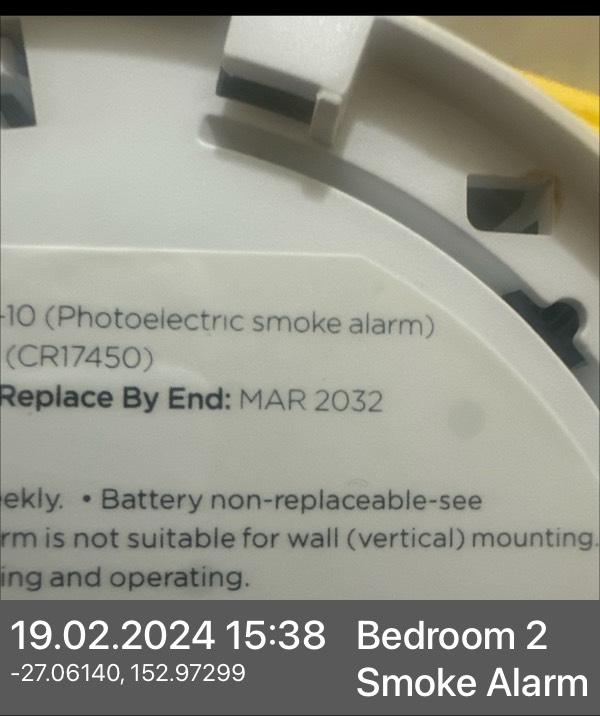 -10 (Photoelectric smoke alarm)
(CR17450)
Replace By End: MAR 2032
ekly. • Battery non-replaceable-see
rm is not suitable for wall (vertical) mounting.
ing and operating.
19.02.2024 15:38
-27.06140, 152.97299
Bedroom 2
Smoke Alarm